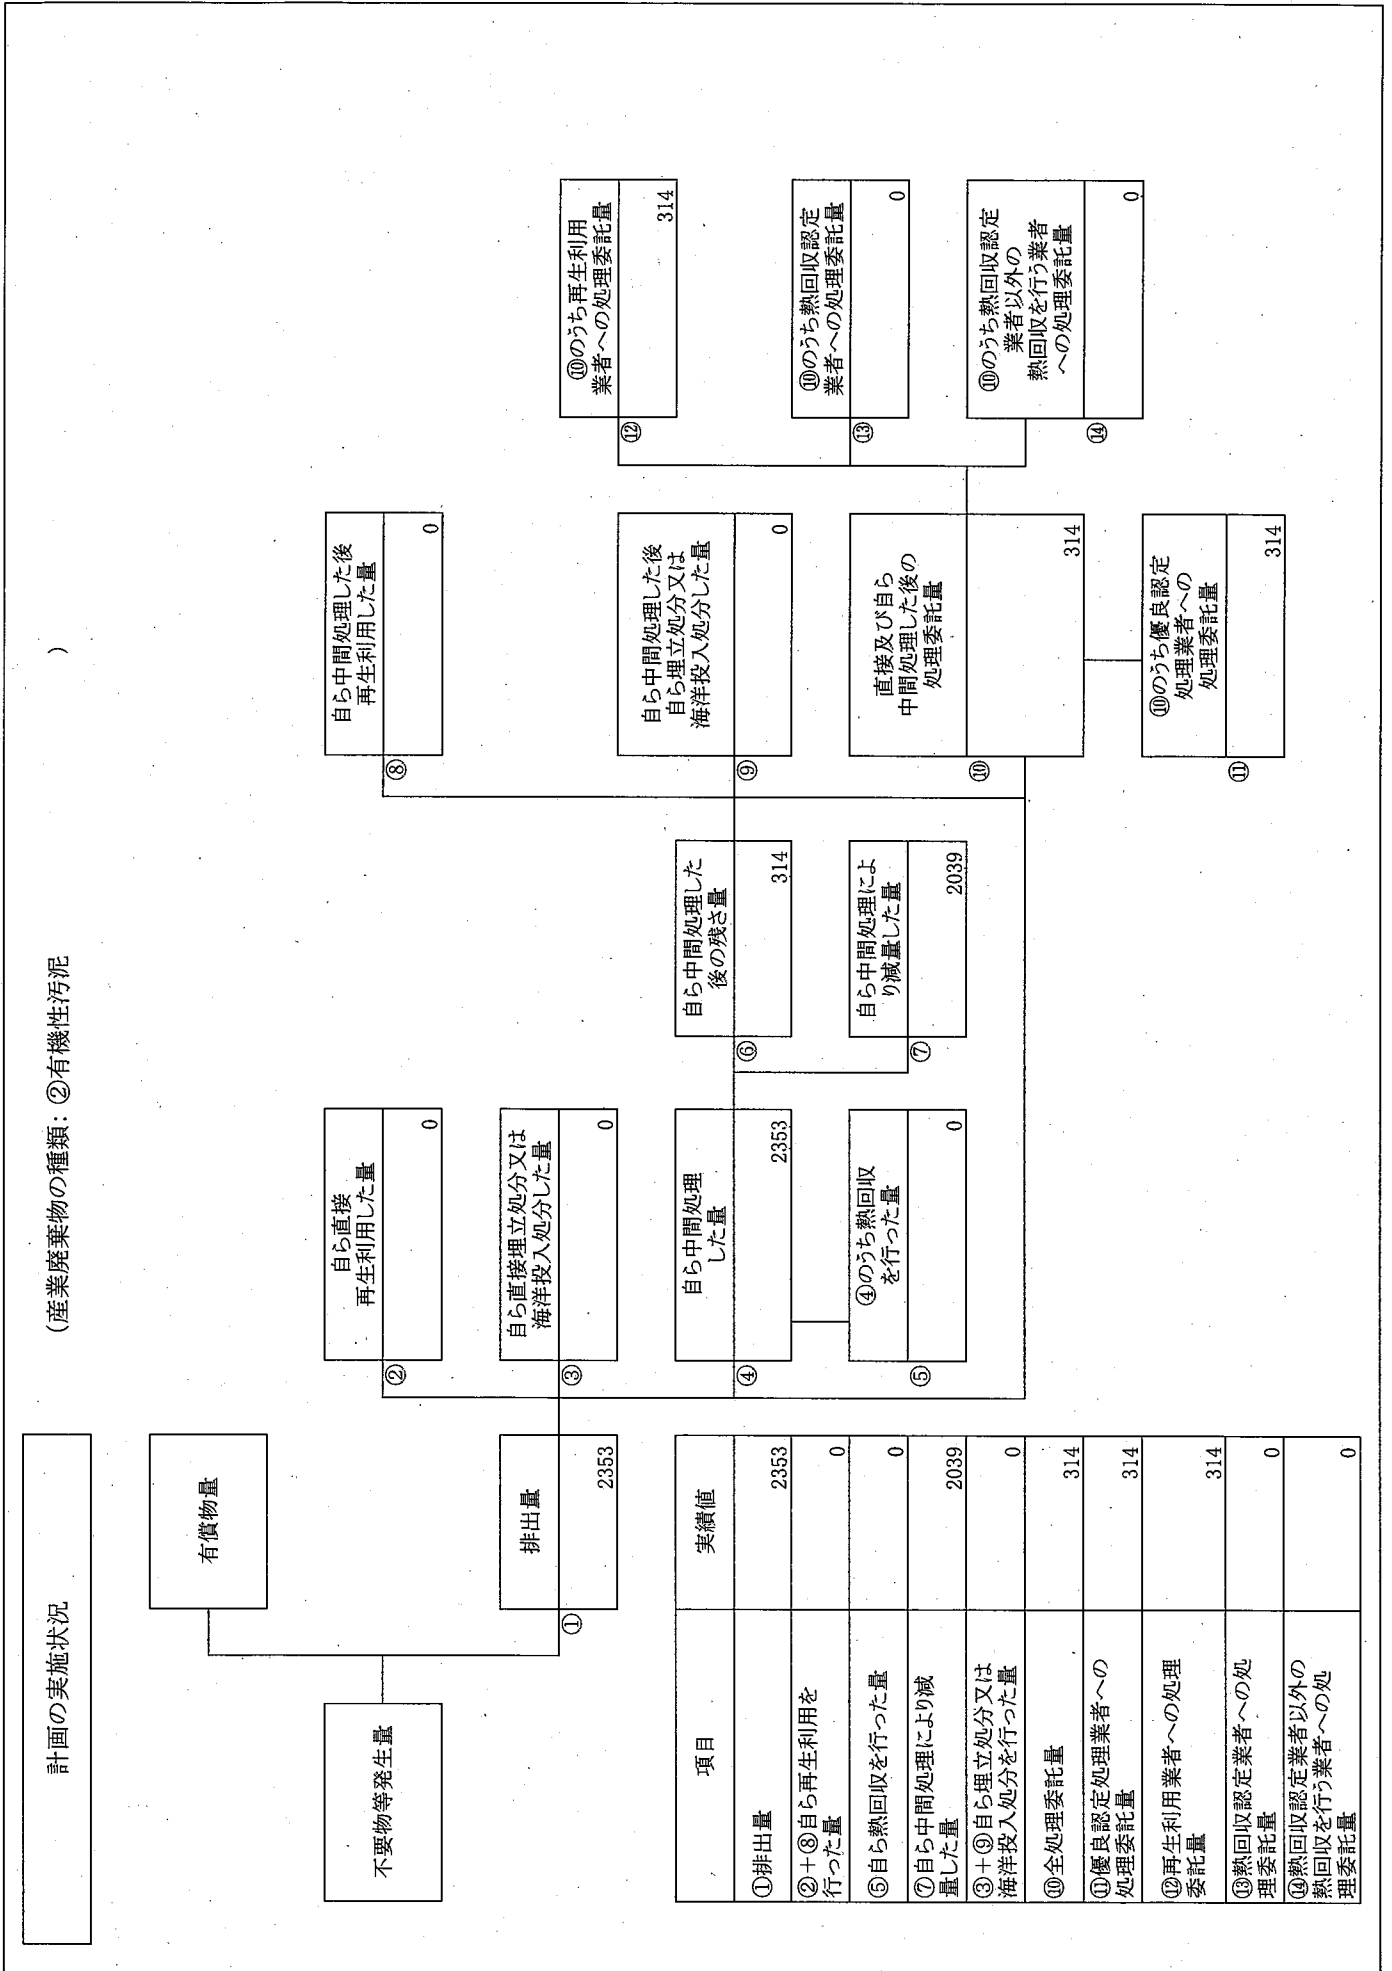 計画の実施状況
(産業廃棄物の種類:②有機性汚泥
)
不要物等発生量
有償物量
排出量
①
2353
自ら直接
再生利用した量
②
0
自ら直接埋立処分又は
海洋投入処分した量
③
0
自ら中間処理
した量
④
2353
④のうち熱回収
を行った量
⑤
0
自ら中間処理した
後の残さ量
⑥
314
自ら中間処理によ
り減量した量
⑦
2039
自ら中間処理した後
再生利用した量
⑧
0
自ら中間処理した後
自ら埋立処分又は
海洋投入処分した量
⑨
0
直接及び自ら
中間処理した後の
処理委託量
⑩
314
⑩のうち優良認定
処理業者への
処理委託量
⑪
314
⑩のうち再生利用
業者への処理委託量
⑫
314
⑩のうち熱回収認定
業者への処理委託量
⑬
0
⑩のうち熱回収認定
業者以外の
熱回収を行う業者
への処理委託量
⑭
0
項目 実績値
①排出量 2353
②+⑧自ら再生利用を
行った量 0
⑤自ら熱回収を行った量 0
⑦自ら中間処理により減
量した量 2039
③+⑨自ら埋立処分又は
海洋投入処分を行った量 0
⑩全処理委託量 314
⑪優良認定処理業者への
処理委託量 314
⑫再生利用業者への処理
委託量 314
⑬熱回収認定業者への処
理委託量 0
⑭熱回収認定業者以外の
熱回収を行う業者への処
理委託量 0